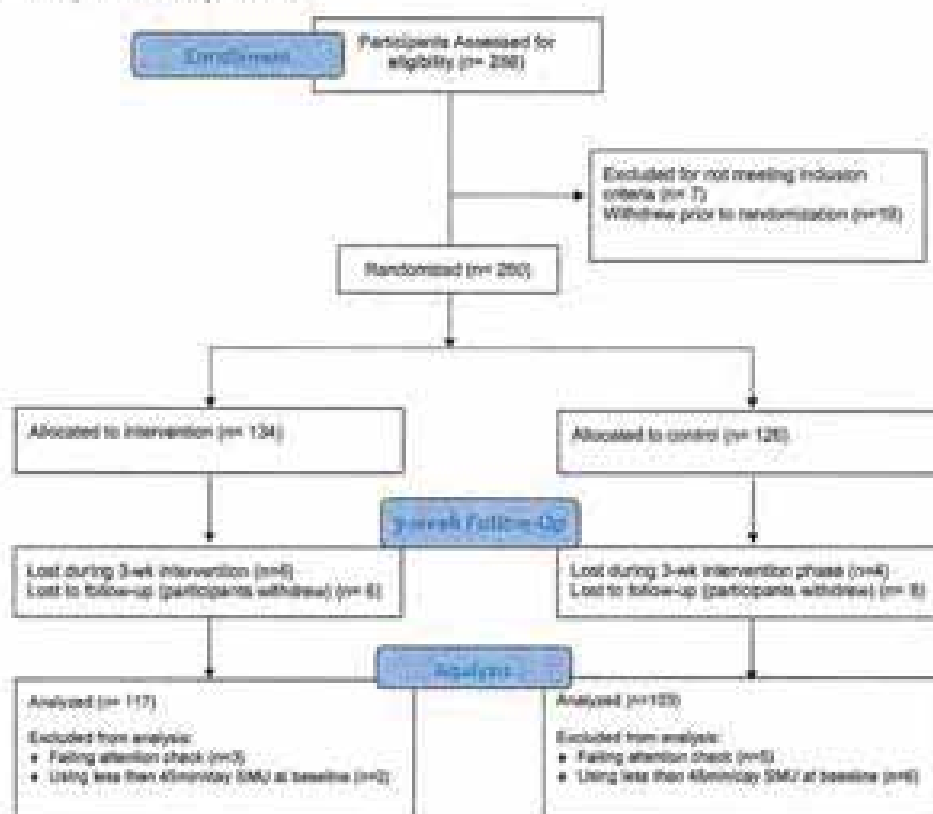 Enrollment
Participants Assessed for
eligibility (n= 286)
Excluded for not meeting inclusion
criteria (n= 7)
Withdrew prior to randomization (n=19)
Randomized (n= 260)
Allocated to intervention (n= 134)
Allocated to control (n= 126)
Follow-Up
Lost during 3-wk intervention (n=6)
Lost to follow-up (participants withdrew) (n= 6)
Lost during 3-wk intervention phase (n=4)
Lost to follow-up (participants withdrew) (n= 8)
Analysis
Analyzed (n= 117)
Excluded from analysis:
• Failing attention check (n=3)
• Using less than 45min/day SMU at baseline (n=2)
Analyzed (n=103)
Excluded from analysis:
• Failing attention check (n=5)
• Using less than 45min/day SMU at baseline (n=6)